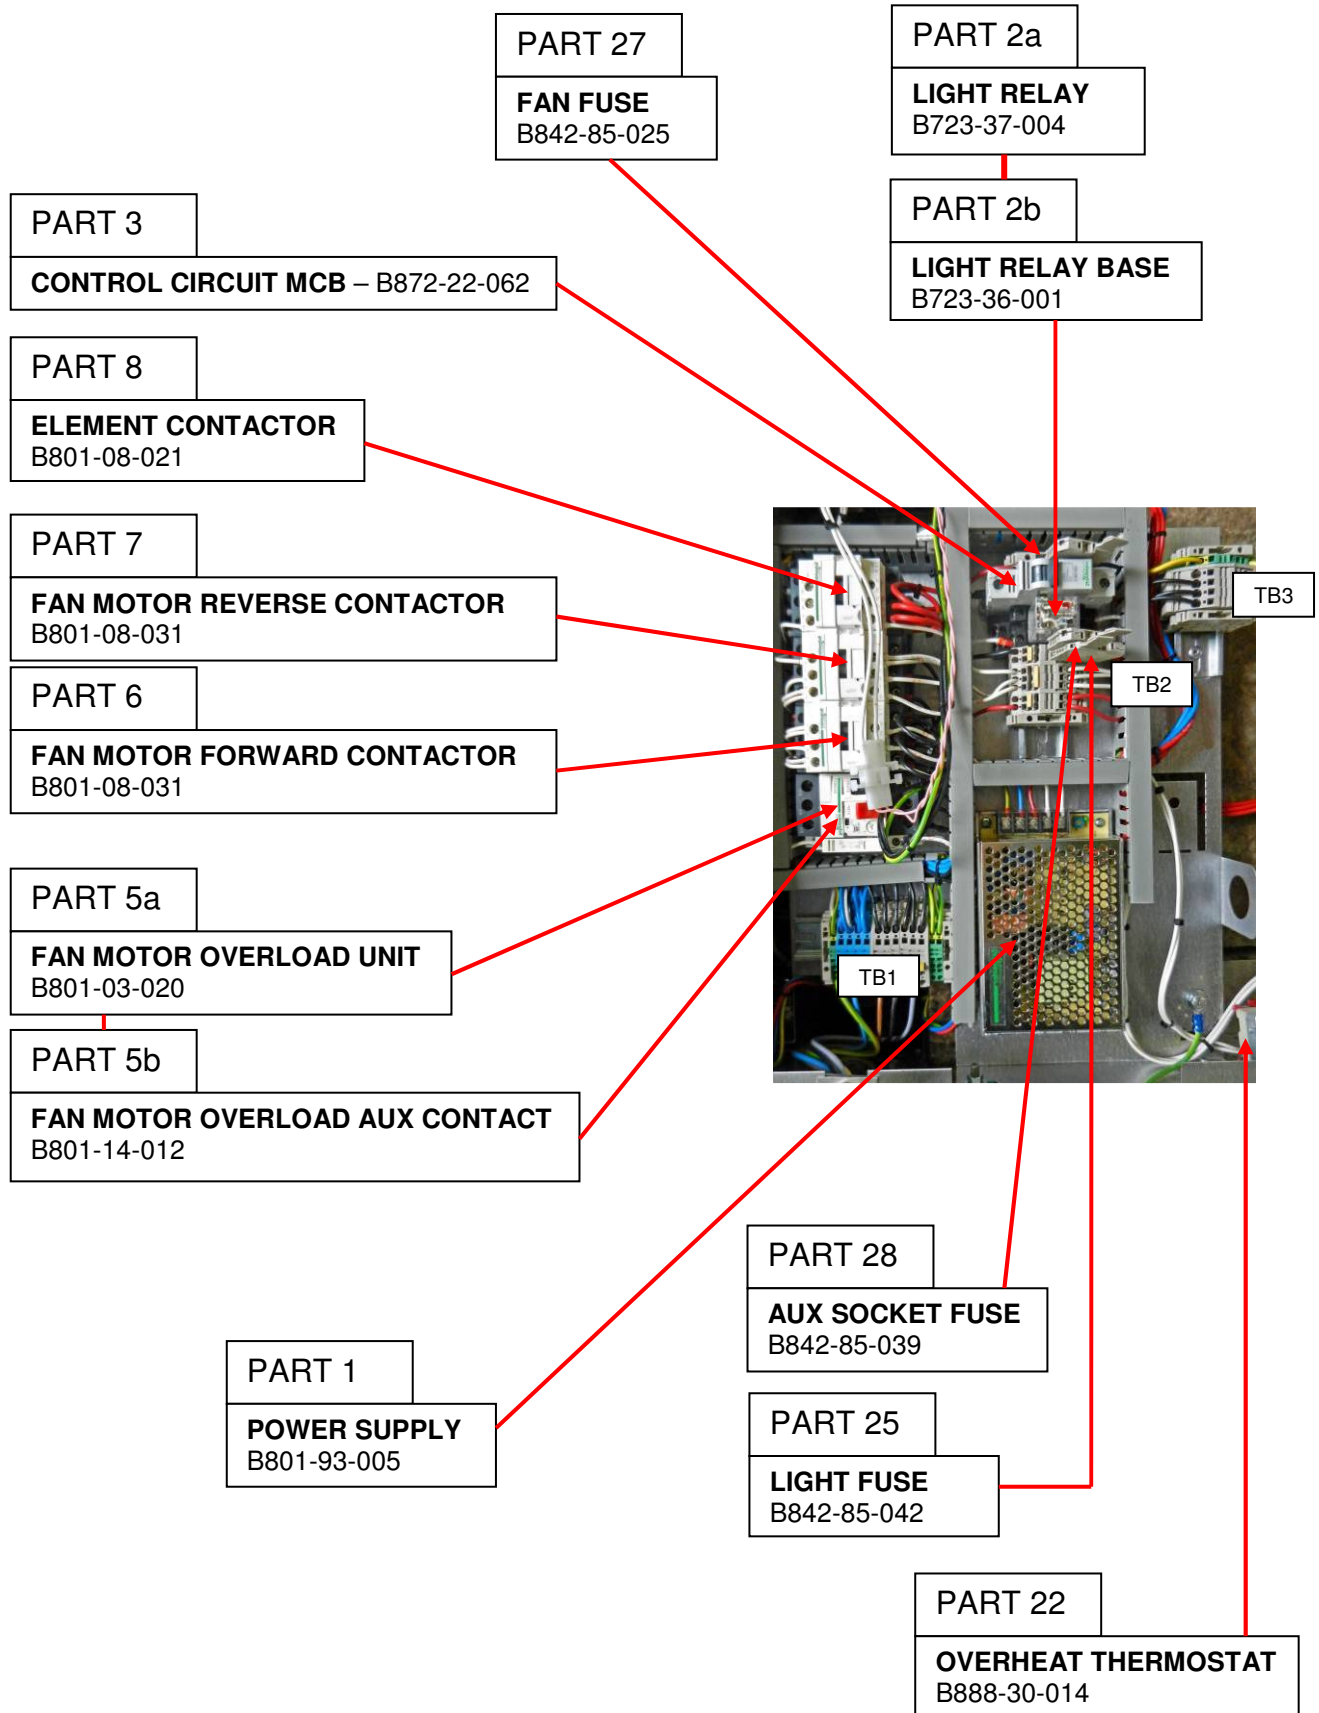 PART 27
FAN FUSE
B842-85-025
PART 2a
LIGHT RELAY
B723-37-004
PART 2b
LIGHT RELAY BASE
B723-36-001
PART 3
CONTROL CIRCUIT MCB – B872-22-062
PART 8
ELEMENT CONTACTOR
B801-08-021
PART 7
FAN MOTOR REVERSE CONTACTOR
B801-08-031
PART 6
FAN MOTOR FORWARD CONTACTOR
B801-08-031
PART 5a
FAN MOTOR OVERLOAD UNIT
B801-03-020
PART 5b
FAN MOTOR OVERLOAD AUX CONTACT
B801-14-012
TB3
TB2
TB1
PART 28
AUX SOCKET FUSE
B842-85-039
PART 1
POWER SUPPLY
B801-93-005
PART 25
LIGHT FUSE
B842-85-042
PART 22
OVERHEAT THERMOSTAT
B888-30-014